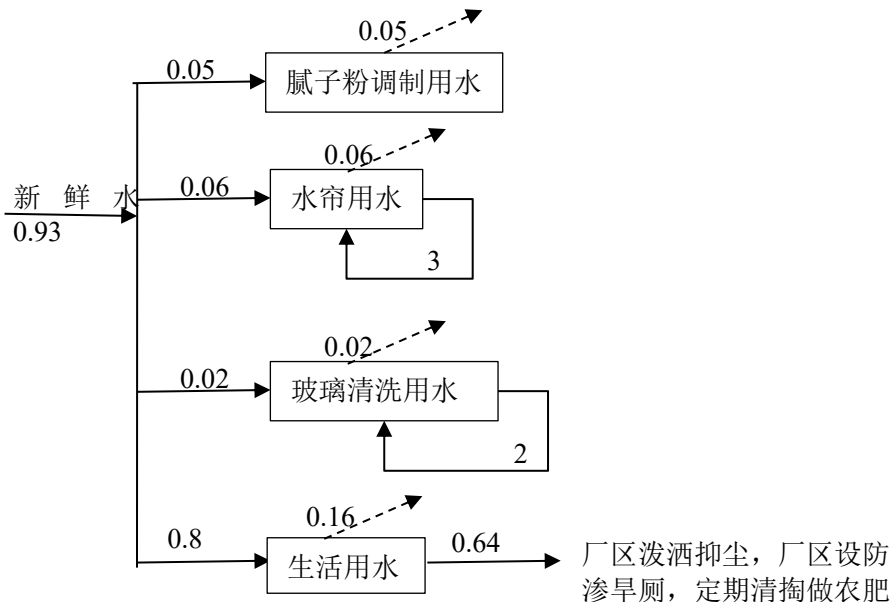 0.05
0.05
腻子粉调制用水
0.06
0.06
水帘用水
新鲜水
0.93
3
0.02
0.02
玻璃清洗用水
2
0.16
0.8
生活用水
0.64
厂区泼洒抑尘，厂区设防
渗旱厕，定期清掏做农肥